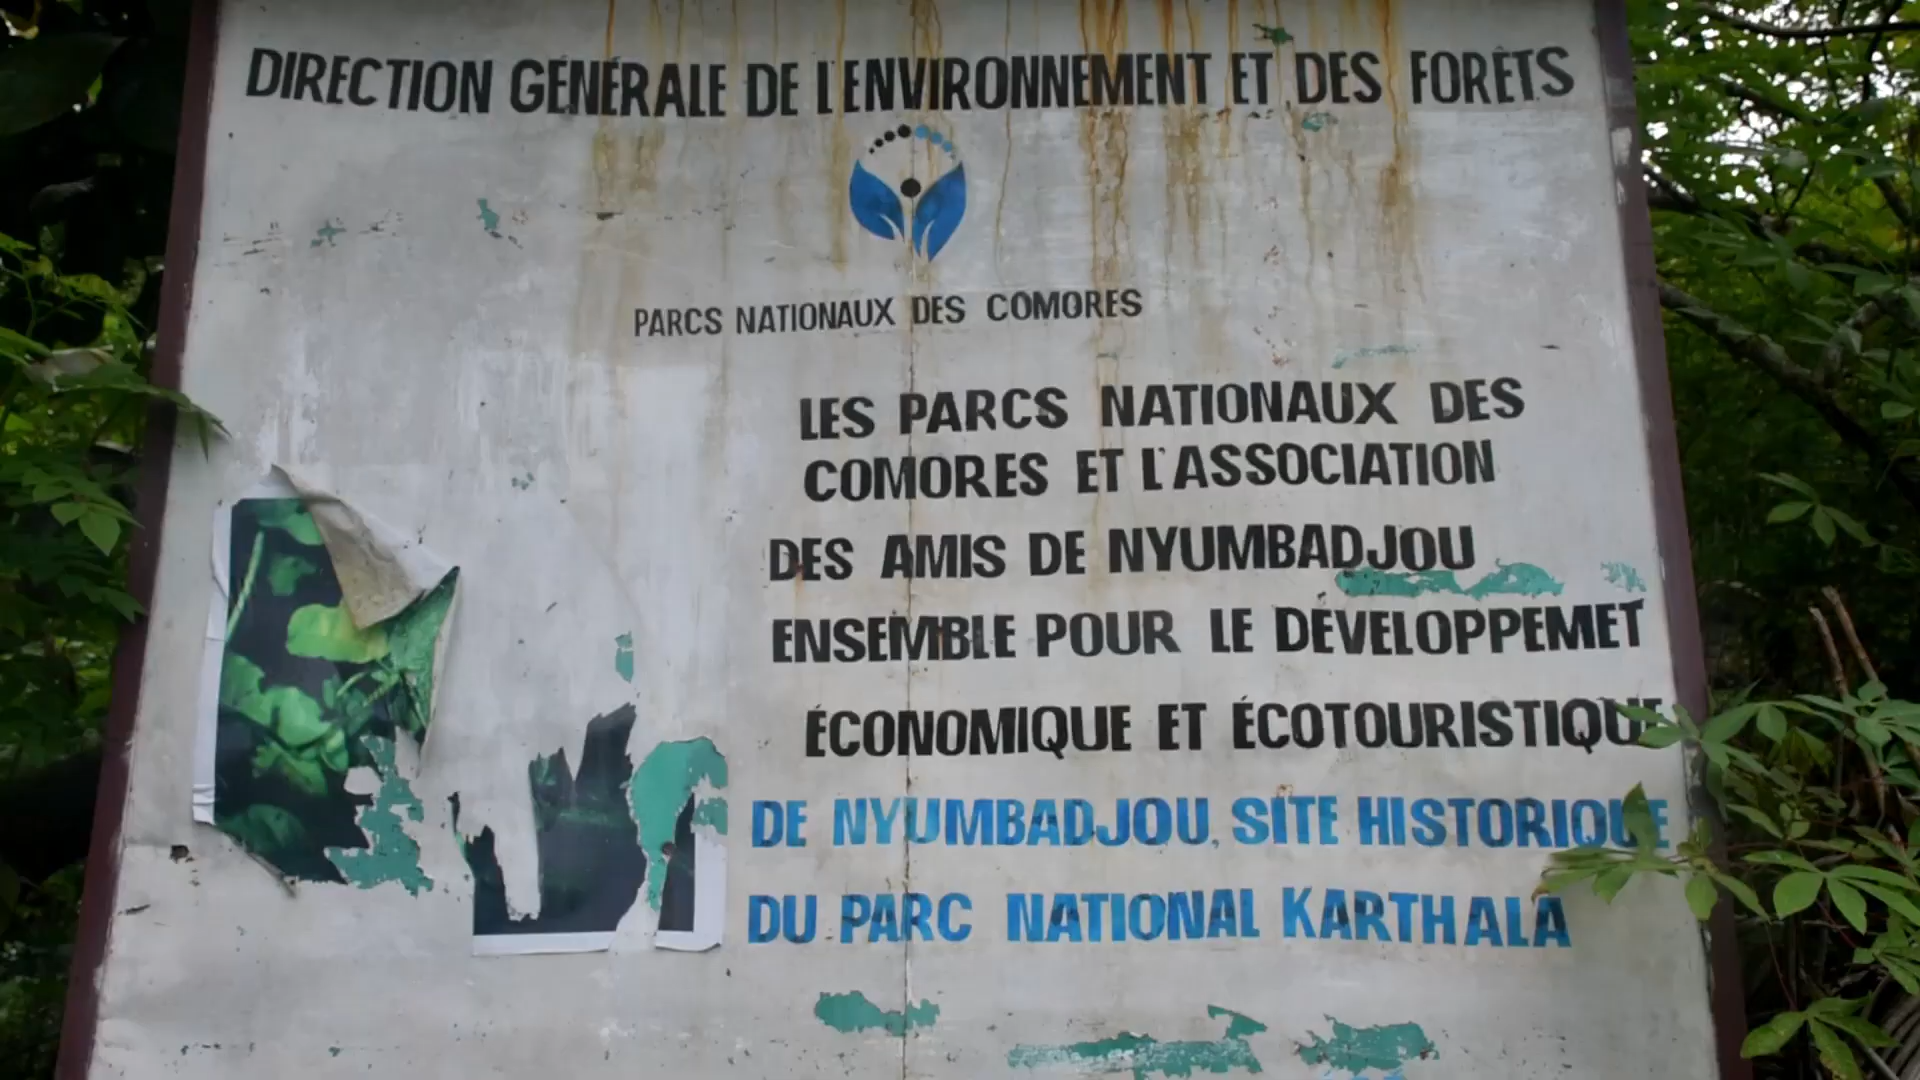 DIRECTION GÉNÉRALE DE L'ENVIRONNEMENT ET DES FORÊTS
PARCS NATIONAUX DES COMORES
LES PARCS NATIONAUX DES
COMORES ET L'ASSOCIATION
DES AMIS DE NYUMBADJOU
ENSEMBLE POUR LE DEVELOPPEMET
ÉCONOMIQUE ET ÉCOTOURISTIQUE
DE NYUMBADJOU, SITE HISTORIQUE
DU PARC NATIONAL KARTHALA